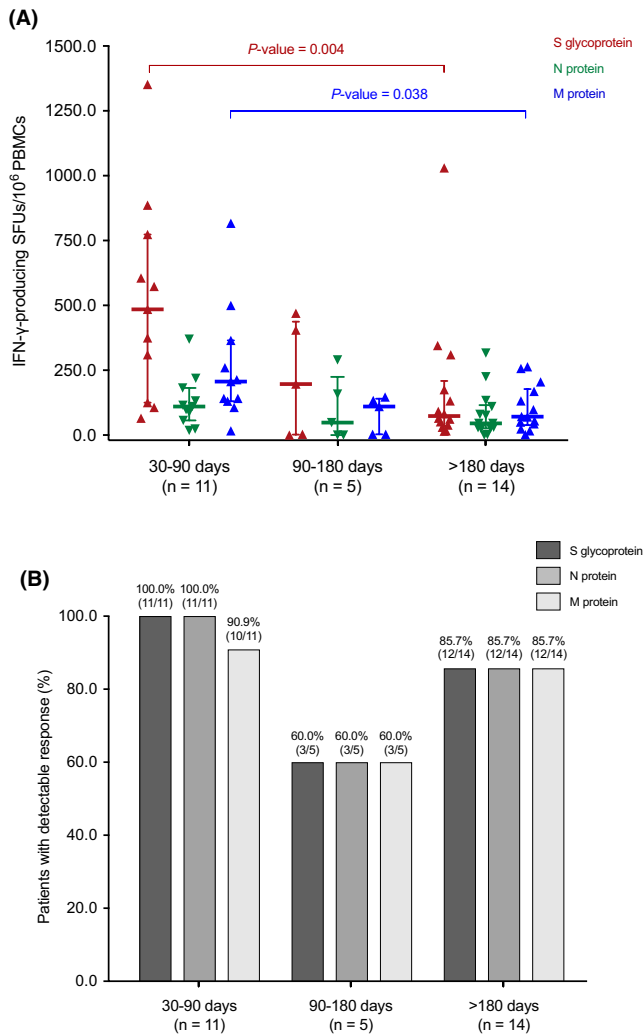 (A)
1500.0
1250.0
1000.0
750.0
500.0
250.0
0.0
IFN-γ-producing SFUs/10⁶ PBMCs
P-value = 0.004
P-value = 0.038
S glycoprotein
N protein
M protein
30-90 days
(n = 11)
90-180 days
(n = 5)
>180 days
(n = 14)
(B)
S glycoprotein
N protein
M protein
100.0
80.0
60.0
40.0
20.0
0.0
Patients with detectable response (%)
100.0%
(11/11)
100.0%
(11/11)
90.9%
(10/11)
60.0%
(3/5)
60.0%
(3/5)
60.0%
(3/5)
85.7%
(12/14)
85.7%
(12/14)
85.7%
(12/14)
30-90 days
(n = 11)
90-180 days
(n = 5)
>180 days
(n = 14)